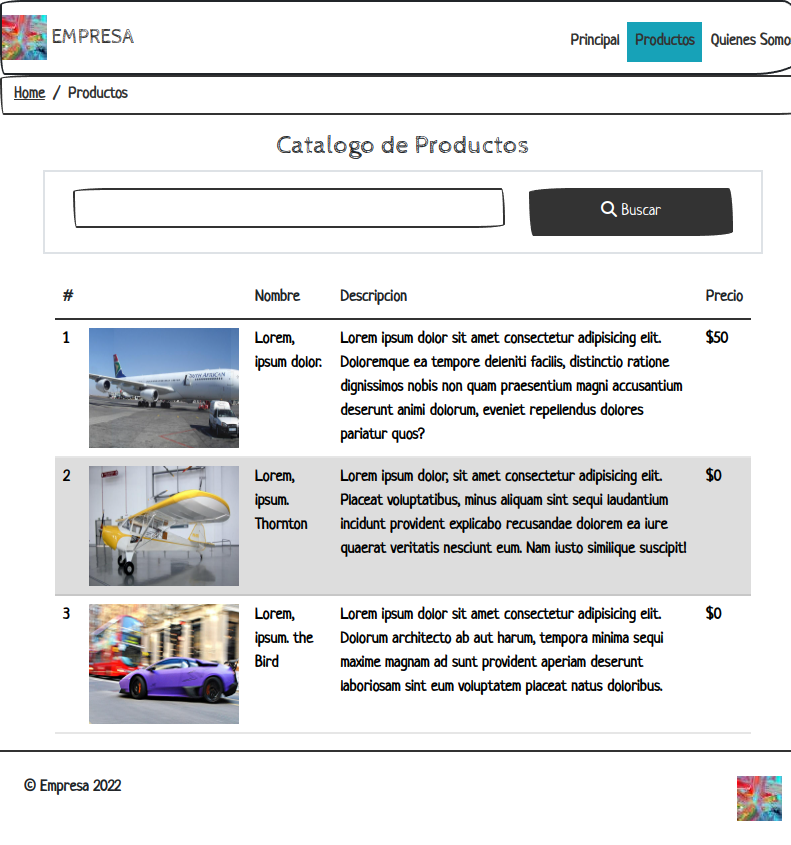 EMPRESA
Principal Productos Quienes Somo
Home / Productos
Catalogo de Productos
Buscar
# Nombre Descripcion Precio
1 Lorem, Lorem ipsum dolor sit amet consectetur adipisicing elit. $50
ipsum dolor. Doloremque ea tempore deleniti facilis, distinctio ratione
dignissimos nobis non quam praesentium magni accusantium
deserunt animi dolorum, eveniet repellendus dolores
pariatur quos?
SOUTH AFRICAN
2 Lorem, Lorem ipsum dolor, sit amet consectetur adipisicing elit. $0
ipsum. Placeat voluptatibus, minus aliquam sint sequi laudantium
Thornton incidunt provident explicabo recusandae dolorem ea iure
quaerat veritatis nesciunt eum. Nam iusto similique suscipit!
3 Lorem, Lorem ipsum dolor sit amet consectetur adipisicing elit. $0
ipsum. the Dolorum architecto ab aut harum, tempora minima sequi
Bird maxime magnam ad sunt provident aperiam deserunt
laboriosam sint eum voluptatem placeat natus doloribus.
© Empresa 2022